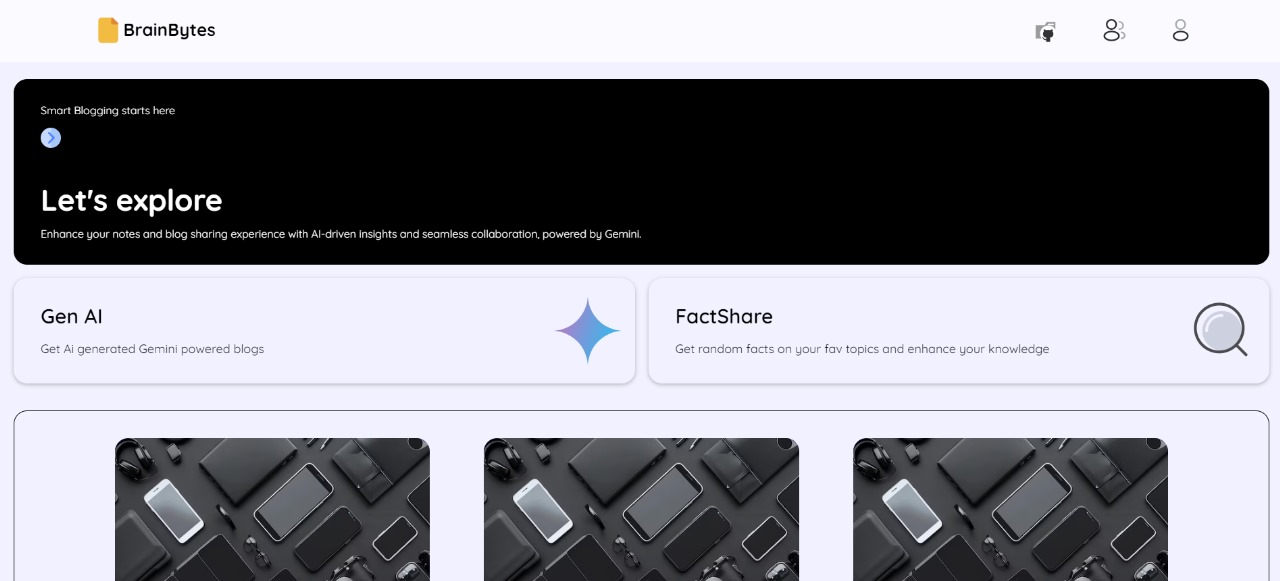 BrainBytes
Smart Blogging starts here
Let's explore
Enhance your notes and blog sharing experience with AI-driven insights and seamless collaboration, powered by Gemini.
Gen AI
Get Ai generated Gemini powered blogs
FactShare
Get random facts on your fav topics and enhance your knowledge